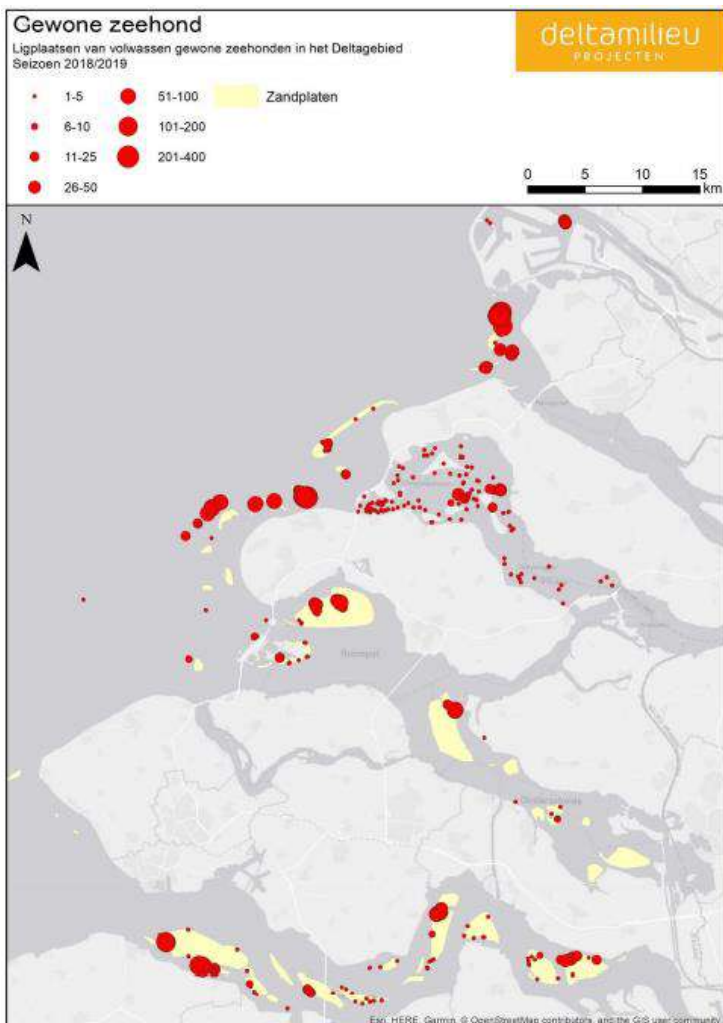 Gewone zeehond
Ligplaatsen van volwassen gewone zeehonden in het Deltagebied
Seizoen 2018/2019
deltamilieu
PROJECTEN
1-5
51-100
Zandplaten
6-10
101-200
11-25
201-400
26-50
0 5 10 15
km
N
Esri, HERE, Garmin, © OpenStreetMap contributors, and the GIS user community